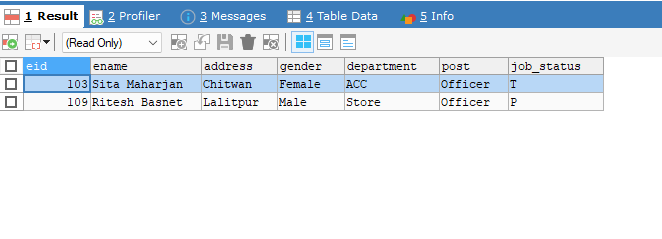 1 Result 2 Profiler 3 Messages 4 Table Data 5 Info
(Read Only)
eid ename address gender department post job_status
103 Sita Maharjan Chitwan Female ACC Officer T
109 Ritesh Basnet Lalitpur Male Store Officer P